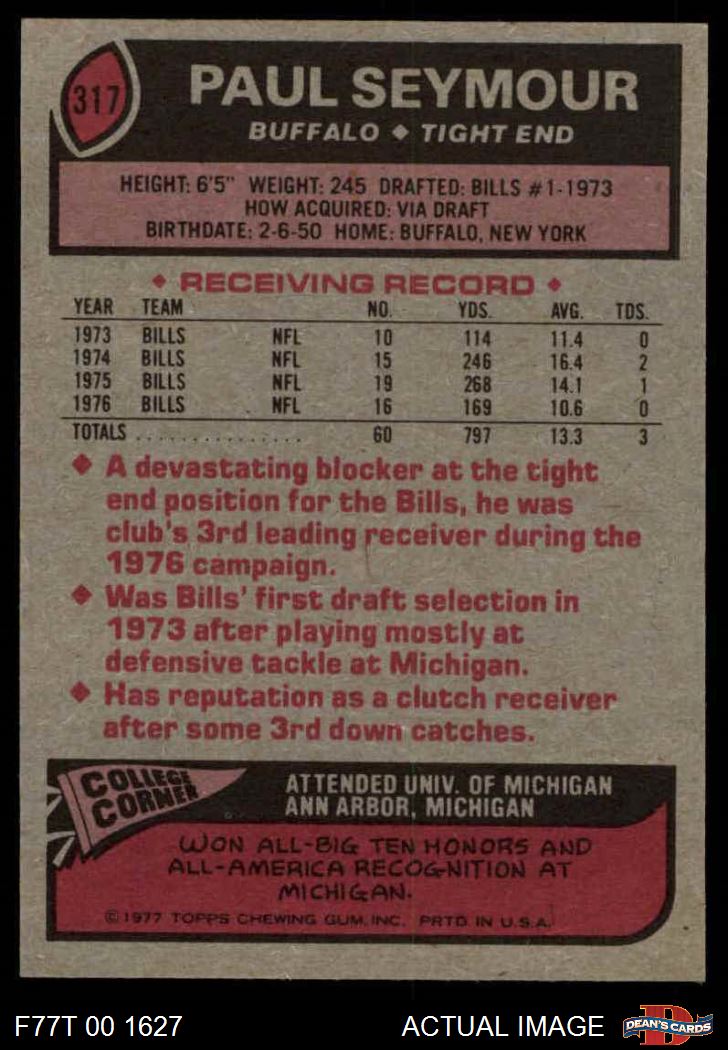 317
PAUL SEYMOUR
BUFFALO ◆ TIGHT END
HEIGHT: 6'5" WEIGHT: 245 DRAFTED: BILLS #1-1973
HOW ACQUIRED: VIA DRAFT
BIRTHDATE: 2-6-50 HOME: BUFFALO, NEW YORK
◆ RECEIVING RECORD ◆
YEAR TEAM NO. YDS. AVG. TDS.
1973 BILLS NFL 10 114 11.4 0
1974 BILLS NFL 15 246 16.4 2
1975 BILLS NFL 19 268 14.1 1
1976 BILLS NFL 16 169 10.6 0
TOTALS . . . . . . . . . . . . . . . 60 797 13.3 3
◆ A devastating blocker at the tight
end position for the Bills, he was
club's 3rd leading receiver during the
1976 campaign.
◆ Was Bills' first draft selection in
1973 after playing mostly at
defensive tackle at Michigan.
◆ Has reputation as a clutch receiver
after some 3rd down catches.
COLLEGE
CORNER
ATTENDED UNIV. OF MICHIGAN
ANN ARBOR, MICHIGAN
WON ALL-BIG TEN HONORS AND
ALL-AMERICA RECOGNITION AT
MICHIGAN.
©1977 TOPPS CHEWING GUM, INC. PRTD. IN U.S.A.
F77T 00 1627
ACTUAL IMAGE
D
DEAN'S CARDS